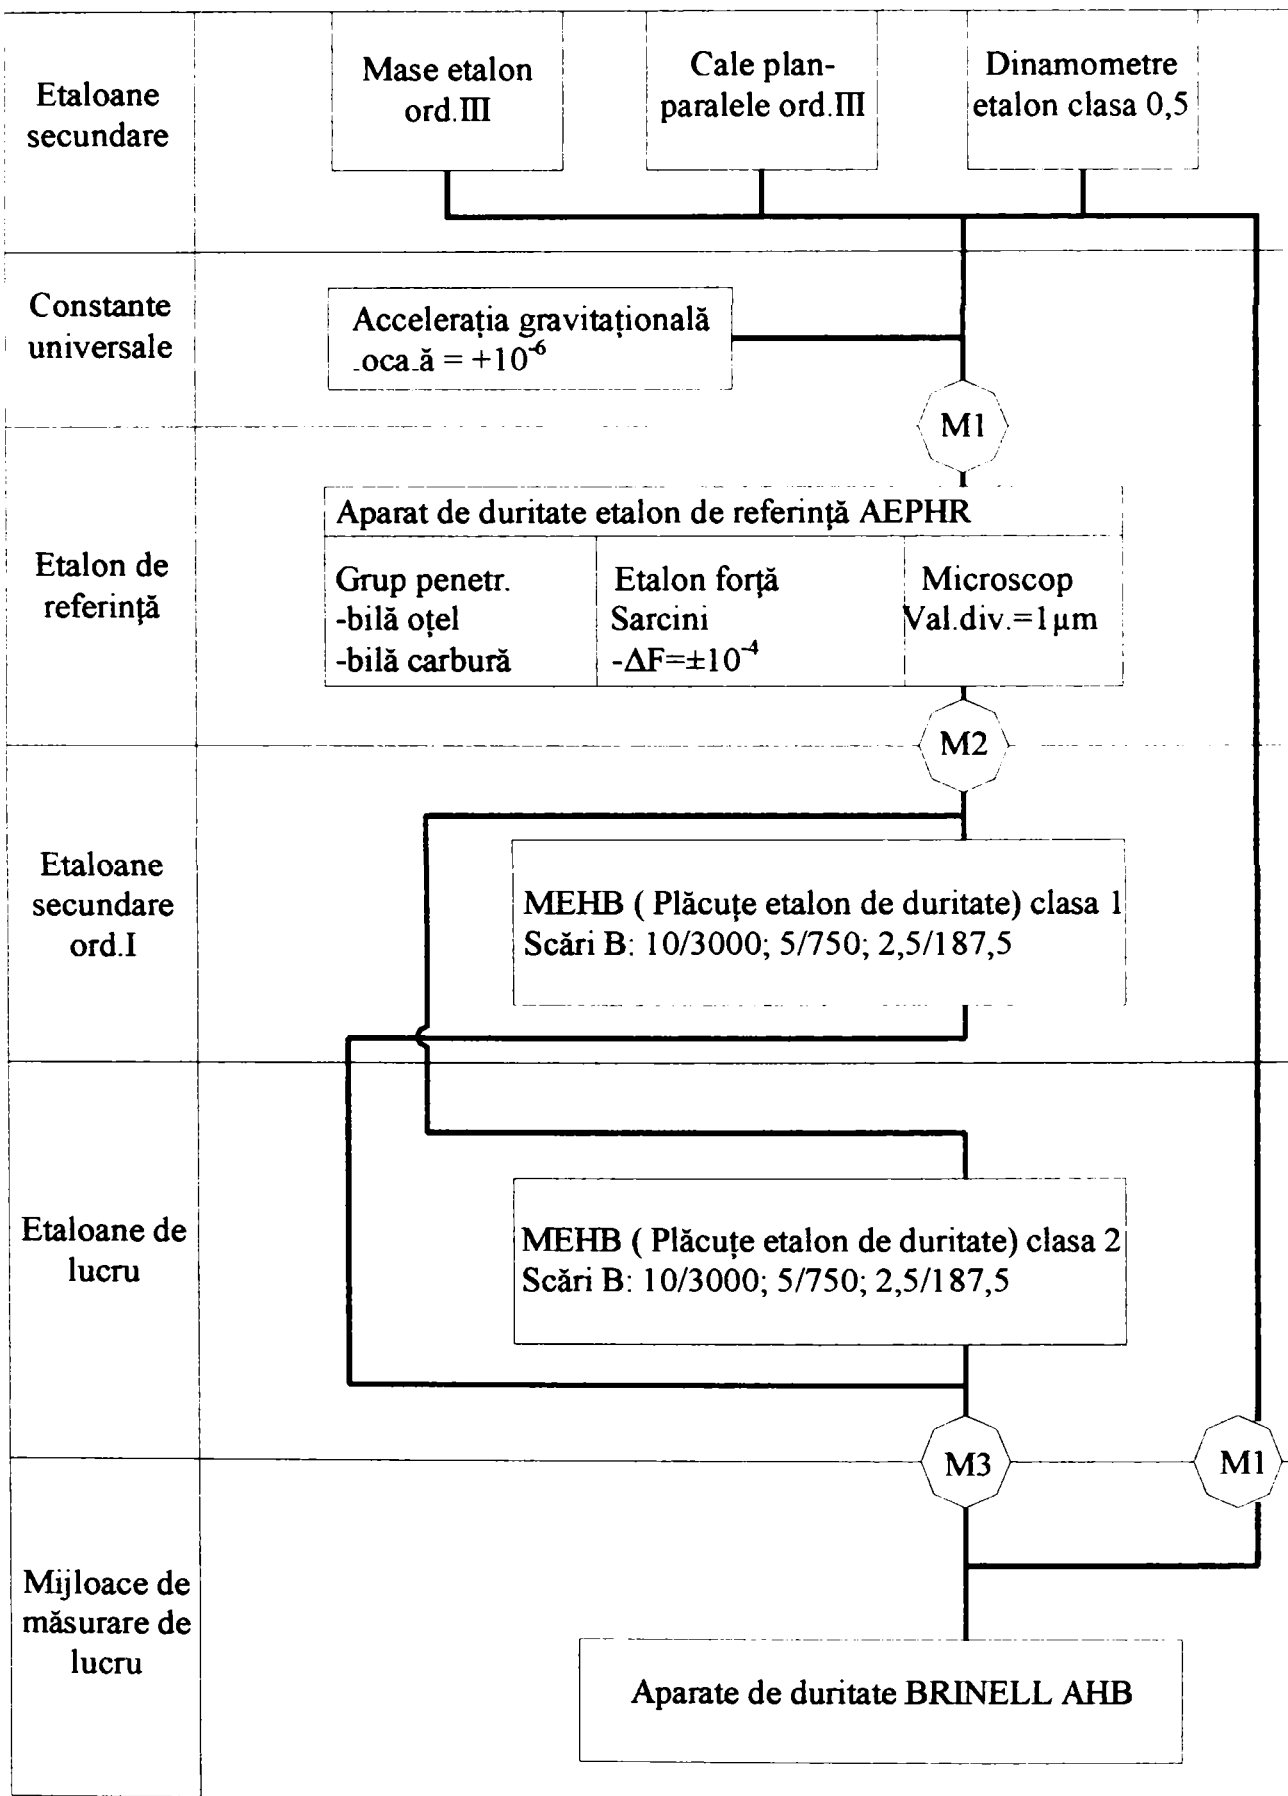 Etaloane
secundare
Mase etalon
ord.III
Cale plan-
paralele ord.III
Dinamometre
etalon clasa 0,5
Constante
universale
Accelerația gravitațională
= +10⁻⁶
M1
Etalon de
referință
Aparat de duritate etalon de referință AEPHR
Grup penetr.
-bilă oțel
-bilă carbură
Etalon forță
Sarcini
-ΔF=±10⁻⁴
Microscop
Val.div.=1μm
M2
Etaloane
secundare
ord.I
MEHB ( Plăcuțe etalon de duritate) clasa 1
Scări B: 10/3000; 5/750; 2,5/187,5
Etaloane de
lucru
MEHB ( Plăcuțe etalon de duritate) clasa 2
Scări B: 10/3000; 5/750; 2,5/187,5
M3
M1
Mijloace de
măsurare de
lucru
Aparate de duritate BRINELL AHB